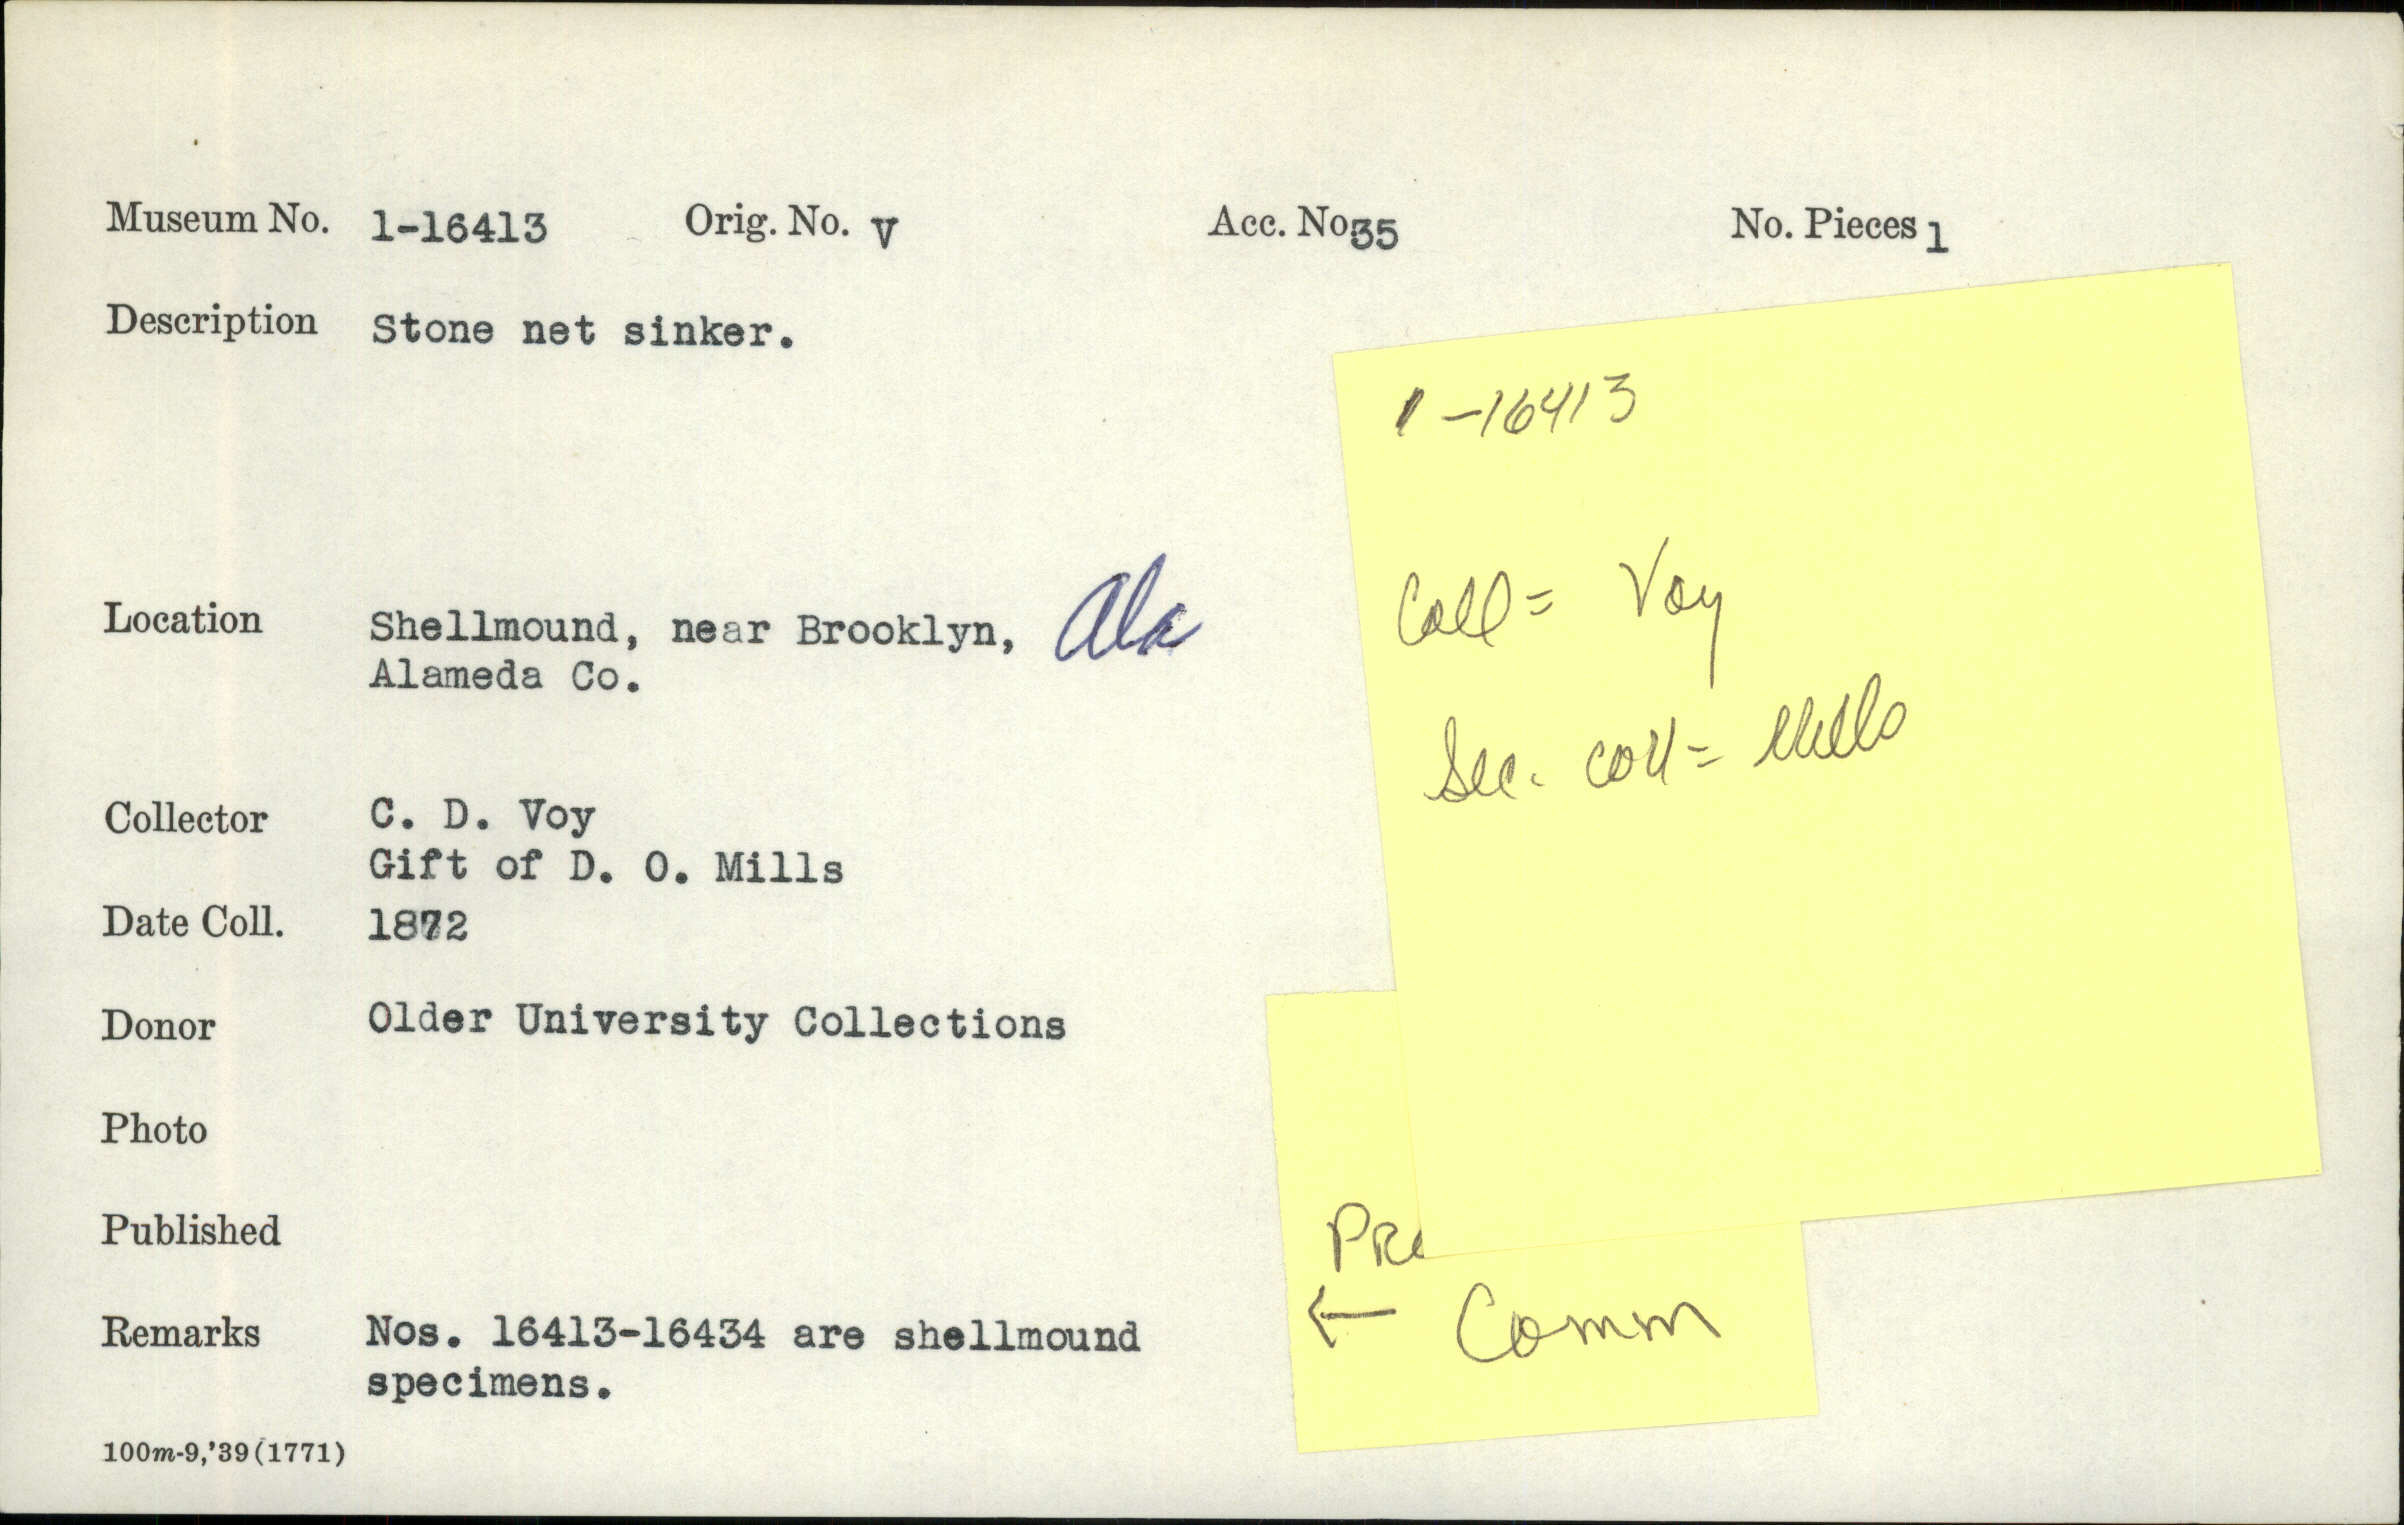 Museum No. 1-16413 Orig. No. V Acc. No. 35 No. Pieces 1
Description Stone net sinker.
Location Shellmound, near Brooklyn, Ala
Alameda Co.
Collector C. D. Voy
Gift of D. O. Mills
Date Coll. 1872
Donor Older University Collections
Photo
Published
Remarks Nos. 16413-16434 are shellmound
specimens.
100m-9,'39(1771)
1-16413
Coll = Voy
Sec. coll = Mills
← Comm